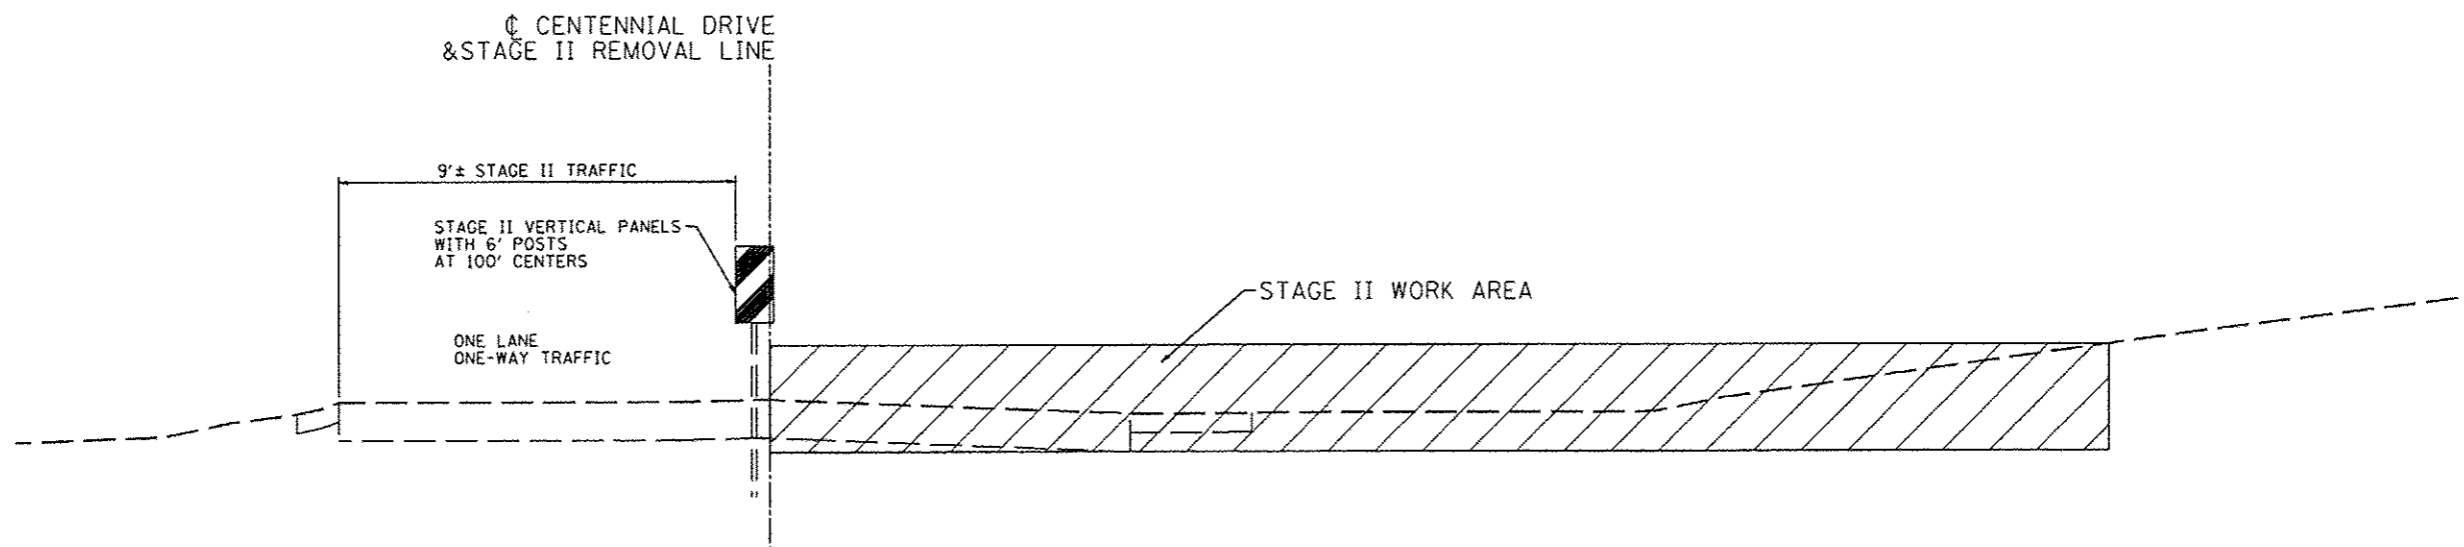 ℄ CENTENNIAL DRIVE
&STAGE II REMOVAL LINE
9'± STAGE II TRAFFIC
STAGE II VERTICAL PANELS
WITH 6' POSTS
AT 100' CENTERS
STAGE II WORK AREA
ONE LANE
ONE-WAY TRAFFIC